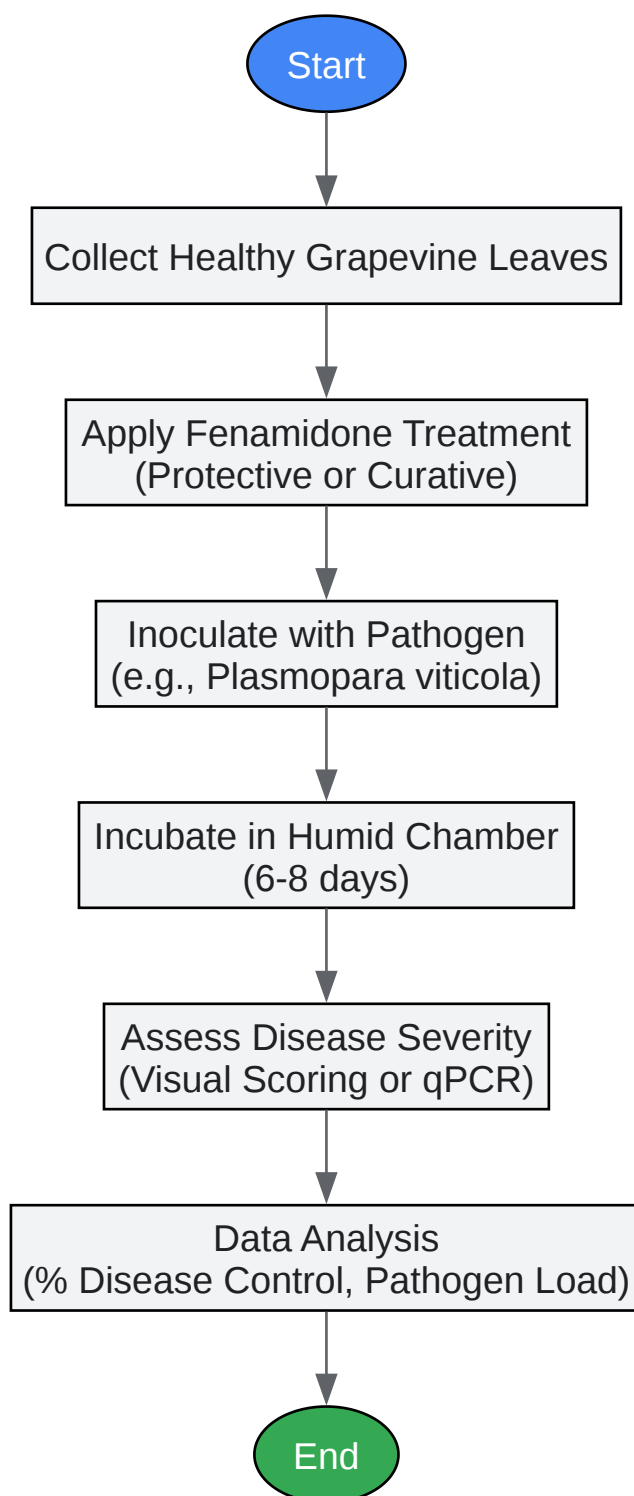 Start
Collect Healthy Grapevine Leaves
Apply Fenamidone Treatment
(Protective or Curative)
Inoculate with Pathogen
(e.g., Plasmopara viticola)
Incubate in Humid Chamber
(6-8 days)
Assess Disease Severity
(Visual Scoring or qPCR)
Data Analysis
(% Disease Control, Pathogen Load)
End